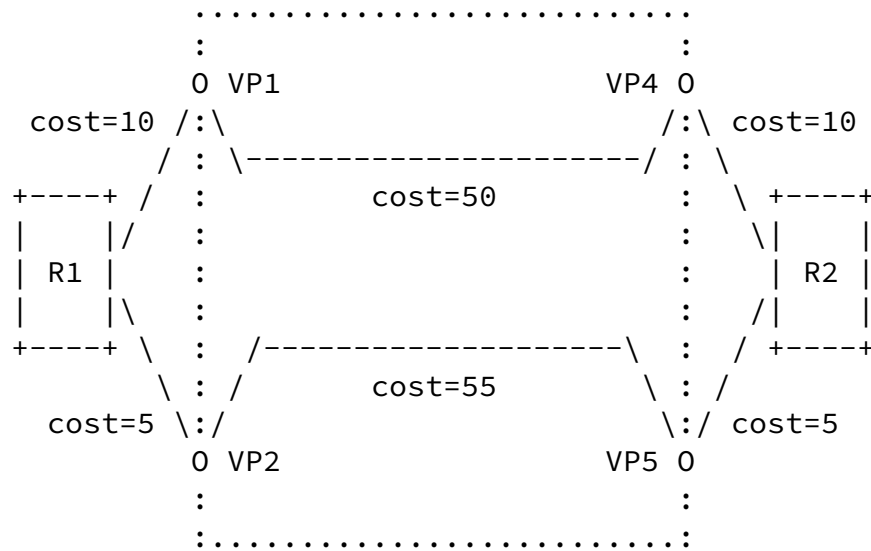 O VP1 VP4 O
cost=10 cost=10
cost=50
R1 R2
cost=55
cost=5 cost=5
O VP2 VP5 O